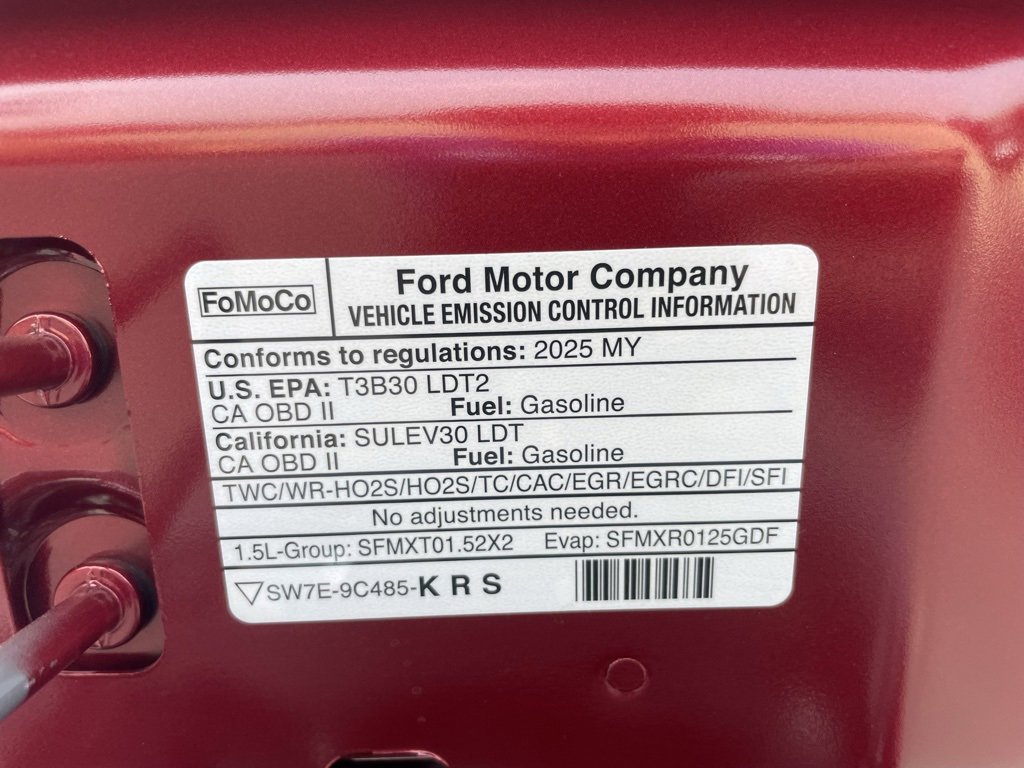 FoMoCo
Ford Motor Company
VEHICLE EMISSION CONTROL INFORMATION
Conforms to regulations: 2025 MY
U.S. EPA: T3B30 LDT2
CA OBD II Fuel: Gasoline
California: SULEV30 LDT
CA OBD II Fuel: Gasoline
TWC/WR-HO2S/HO2S/TC/CAC/EGR/EGRC/DFI/SFI
No adjustments needed.
1.5L-Group: SFMXT01.52X2 Evap: SFMXR0125GDF
▽SW7E-9C485-K R S